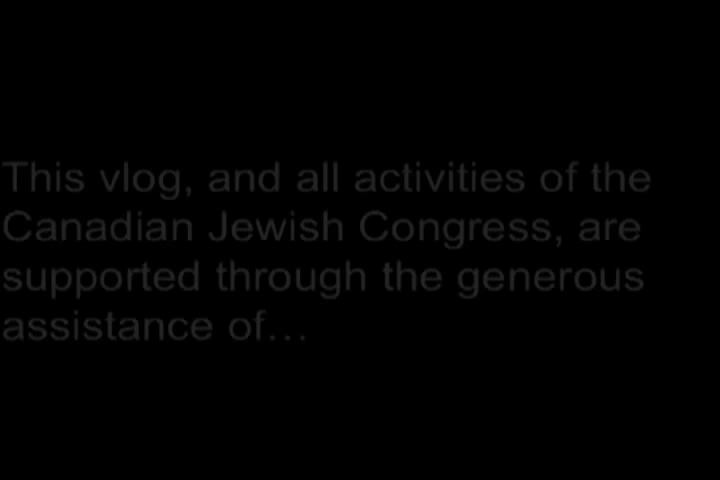 This vlog, and all activities of the
Canadian Jewish Congress, are
supported through the generous
assistance of…